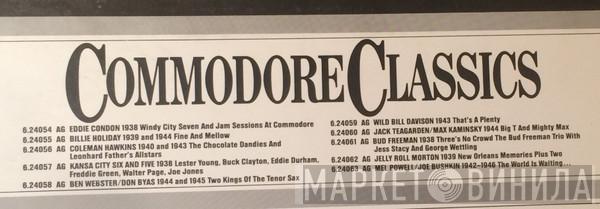 COMMODORE CLASSICS
6.24054 AG EDDIE CONDON 1938 Windy City Seven And Jam Sessions At Commodore
6.24055 AG BILLIE HOLIDAY 1939 and 1944 Fine And Mellow
6.24056 AG COLEMAN HAWKINS 1940 and 1943 The Chocolate Dandies And
Leonhard Father's Allstars
6.24057 AG KANSA CITY SIX AND FIVE 1938 Lester Young, Buck Clayton, Eddie Durham,
Freddie Green, Walter Page, Joe Jones
6.24058 AG BEN WEBSTER/DON BYAS 1944 and 1945 Two Kings Of The Tenor Sax
6.24059 AG WILD BILL DAVISON 1943 That's A Plenty
6.24060 AG JACK TEAGARDEN/MAX KAMINSKY 1944 Big T And Mighty Max
6.24061 AG BUD FREEMAN 1938 Three's No Crowd The Bud Freeman Trio With
Jess Stacy And George Wettling
6.24062 AG JELLY ROLL MORTON 1939 New Orleans Memories Plus Two
6.24063 AG MEL POWELL/JOE BUSHKIN 1942-1946 The World Is Waiting...
МАРКЕТ
ВИНИЛА